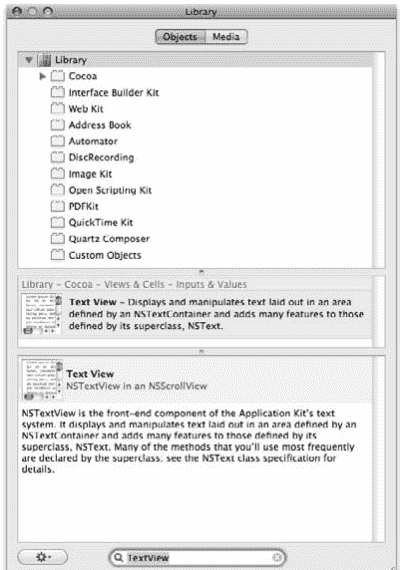 Library
Objects Media
Library
Cocoa
Interface Builder Kit
Web Kit
Address Book
Automator
DiscRecording
Image Kit
Open Scripting Kit
PDFKit
QuickTime Kit
Quartz Composer
Custom Objects
Library - Cocoa - Views & Cells - Inputs & Values
Text View - Displays and manipulates text laid out in an area
defined by an NSTextContainer and adds many features to those
defined by its superclass, NSText.
Text View
NSTextView in an NSScrollView
NSTextView is the front-end component of the Application Kit's text
system. It displays and manipulates text laid out in an area defined by an
NSTextContainer and adds many features to those defined by its
superclass, NSText. Many of the methods that you'll use most frequently
are declared by the superclass; see the NSText class specification for
details.
TextView